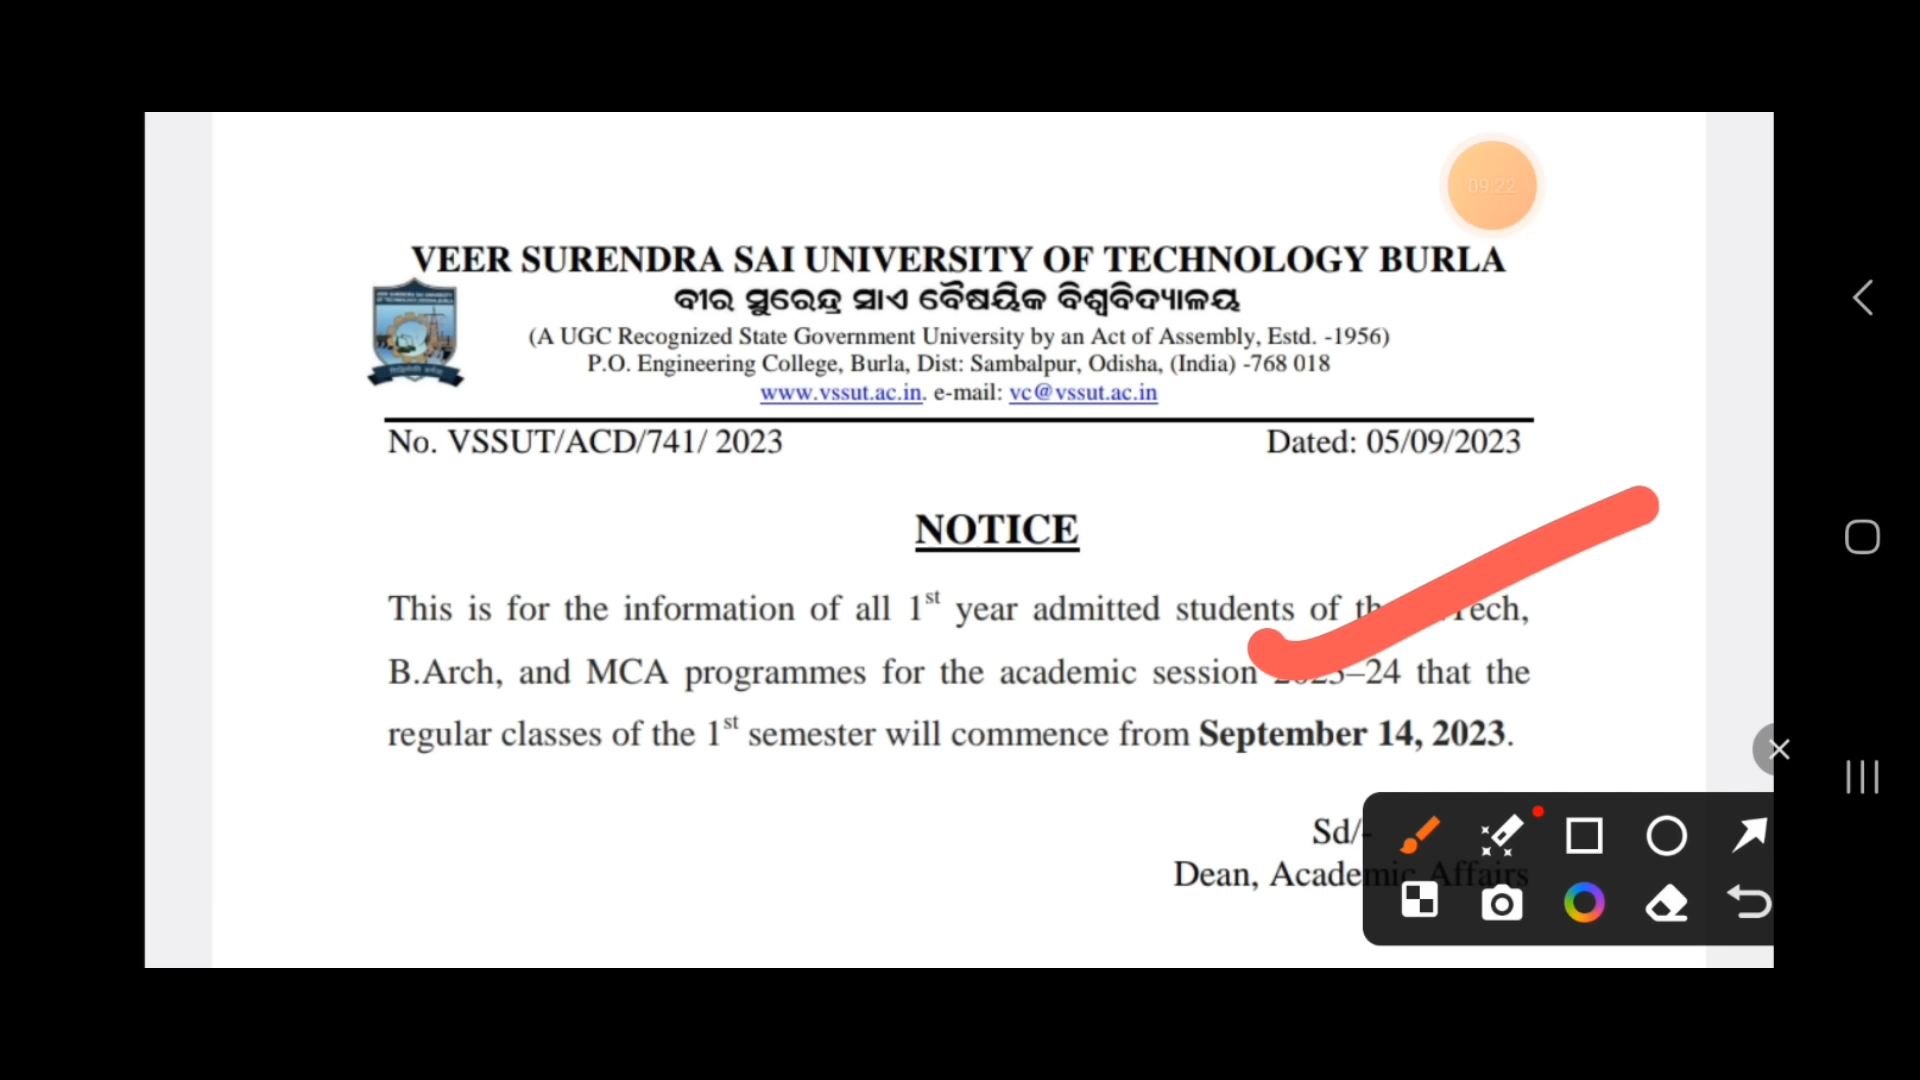 09:22
VEER SURENDRA SAI UNIVERSITY OF TECHNOLOGY BURLA
ବୀର ସୁରେନ୍ଦ୍ର ସାଏ ବୈଷୟିକ ବିଶ୍ୱବିଦ୍ୟାଳୟ
(A UGC Recognized State Government University by an Act of Assembly, Estd. -1956)
P.O. Engineering College, Burla, Dist: Sambalpur, Odisha, (India) -768 018
www.vssut.ac.in. e-mail: vc@vssut.ac.in
No. VSSUT/ACD/741/ 2023 Dated: 05/09/2023
NOTICE
This is for the information of all 1st year admitted students of
B.Arch, and MCA programmes for the academic session 2023–24 that the
regular classes of the 1st semester will commence from September 14, 2023.
Sd/-
Dean, Academic Affairs